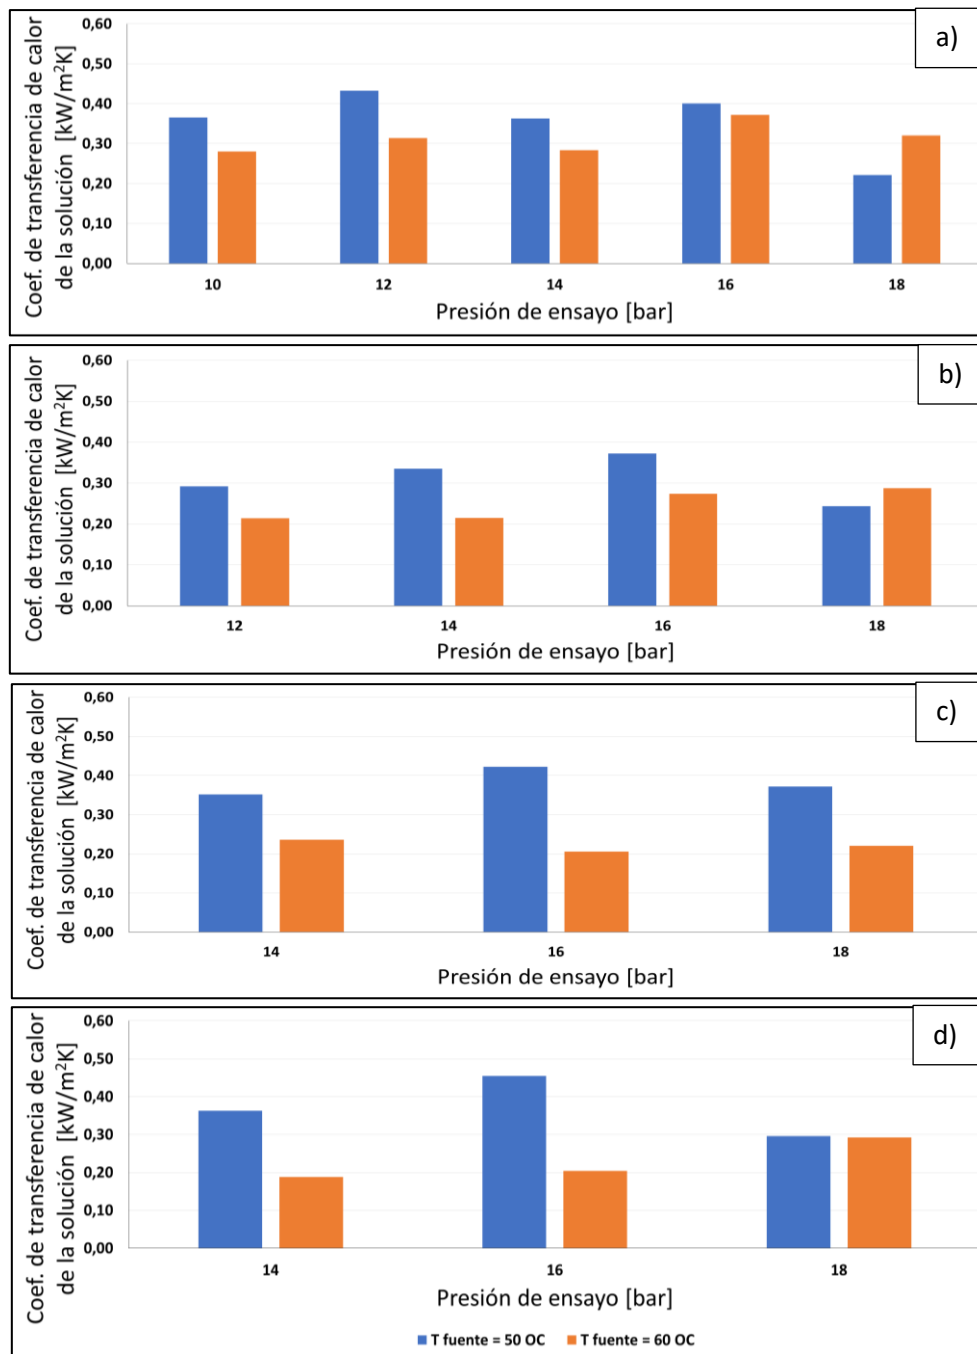 a)
Coef. de transferencia de calor
de la solución [kW/m²K]
0,60
0,50
0,40
0,30
0,20
0,10
0,00
10 12 14 16 18
Presión de ensayo [bar]
b)
Coef. de transferencia de calor
de la solución [kW/m²K]
0,60
0,50
0,40
0,30
0,20
0,10
0,00
12 14 16 18
Presión de ensayo [bar]
c)
Coef. de transferencia de calor
de la solución [kW/m²K]
0,60
0,50
0,40
0,30
0,20
0,10
0,00
14 16 18
Presión de ensayo [bar]
d)
Coef. de transferencia de calor
de la solución [kW/m²K]
0,60
0,50
0,40
0,30
0,20
0,10
0,00
14 16 18
Presión de ensayo [bar]
T fuente = 50 OC T fuente = 60 OC